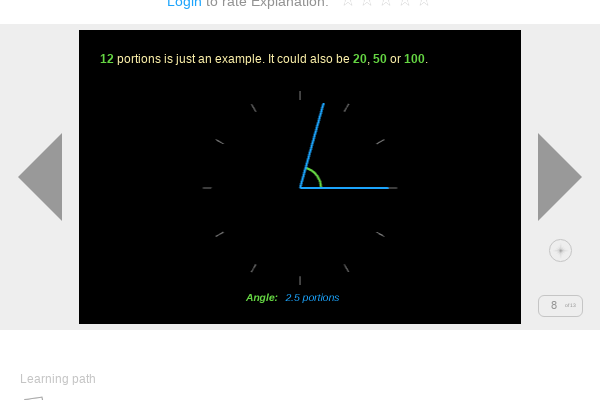 Login to rate Explanation:
12 portions is just an example. It could also be 20, 50 or 100.
Angle: 2.5 portions
8 of 12
Learning path